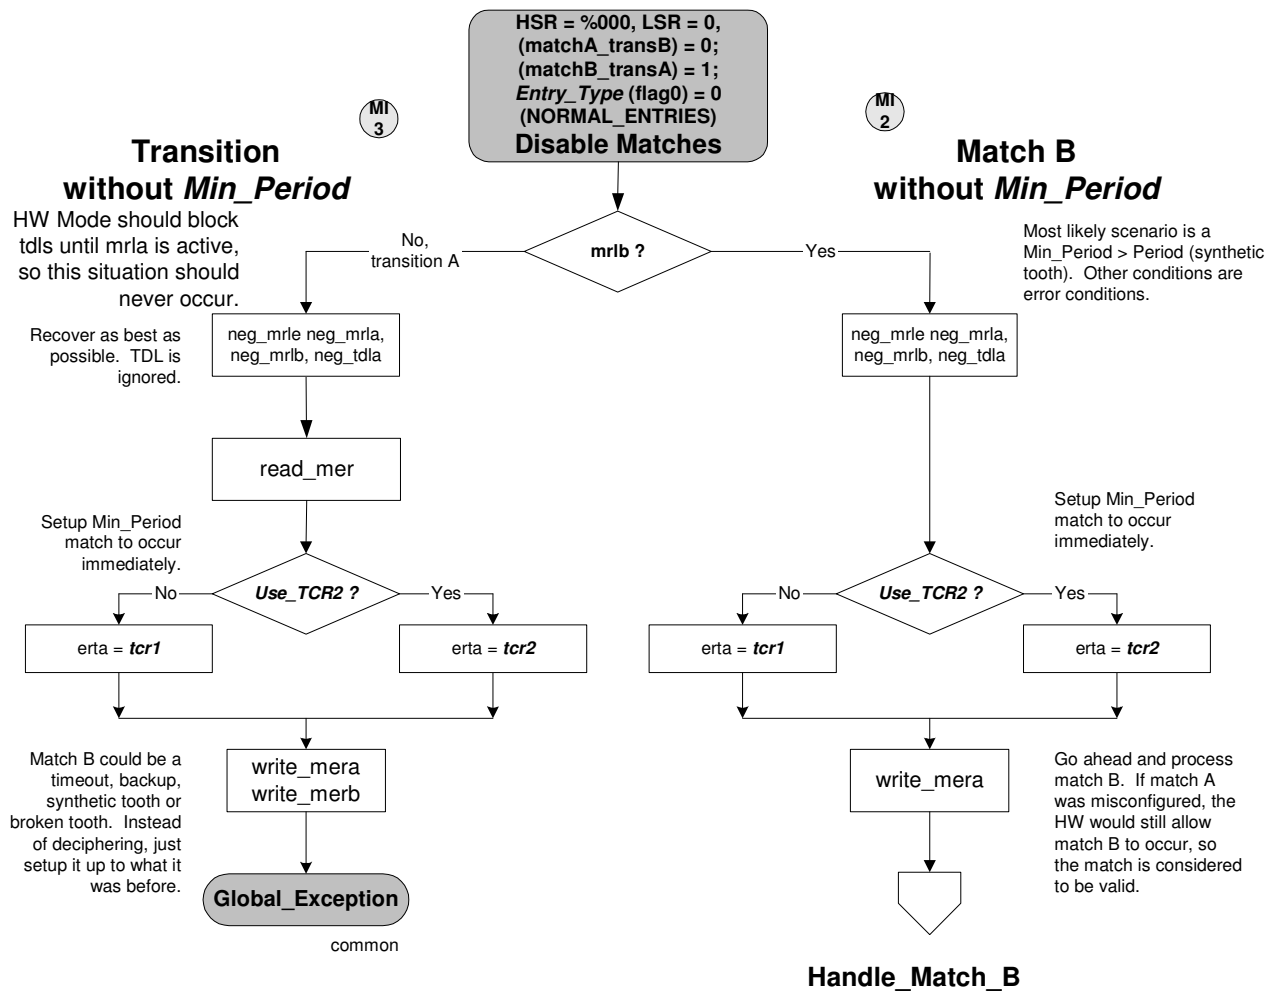 HSR = %000, LSR = 0,
(matchA_transB) = 0;
(matchB_transA) = 1;
Entry_Type (flag0) = 0
(NORMAL_ENTRIES)
Disable Matches
MI
3
MI
2
Transition
without Min_Period
HW Mode should block
tdls until mrla is active,
so this situation should
never occur.
Match B
without Min_Period
Most likely scenario is a
Min_Period > Period (synthetic
tooth). Other conditions are
error conditions.
mrlb ?
No,
transition A
Yes
Recover as best as
possible. TDL is
ignored.
neg_mrle neg_mrla,
neg_mrlb, neg_tdla
neg_mrle neg_mrla,
neg_mrlb, neg_tdla
read_mer
Setup Min_Period
match to occur
immediately.
Setup Min_Period
match to occur
immediately.
No
Use_TCR2 ?
Yes
No
Use_TCR2 ?
Yes
erta = tcr1
erta = tcr2
erta = tcr1
erta = tcr2
Match B could be a
timeout, backup,
synthetic tooth or
broken tooth. Instead
of deciphering, just
setup it up to what it
was before.
write_mera
write_merb
write_mera
Go ahead and process
match B. If match A
was misconfigured, the
HW would still allow
match B to occur, so
the match is considered
to be valid.
Global_Exception
common
Handle_Match_B